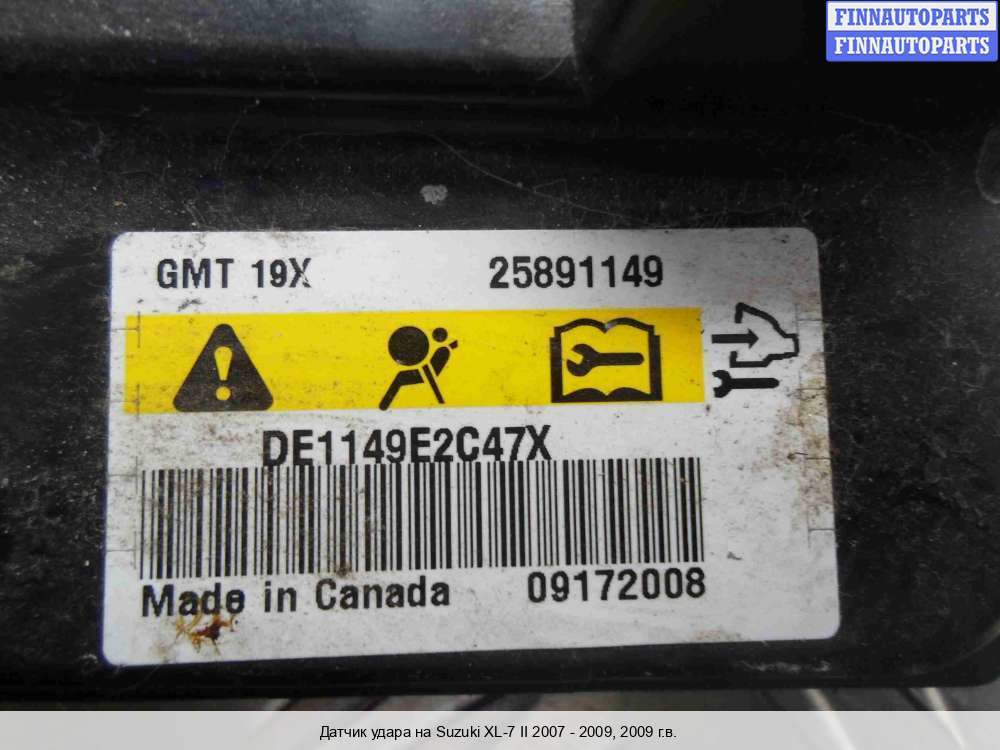 FINNAUTOPARTS
FINNAUTOPARTS
GMT 19X 25891149
DE1149E2C47X
Made in Canada 09172008
Датчик удара на Suzuki XL-7 II 2007 - 2009, 2009 г.в.